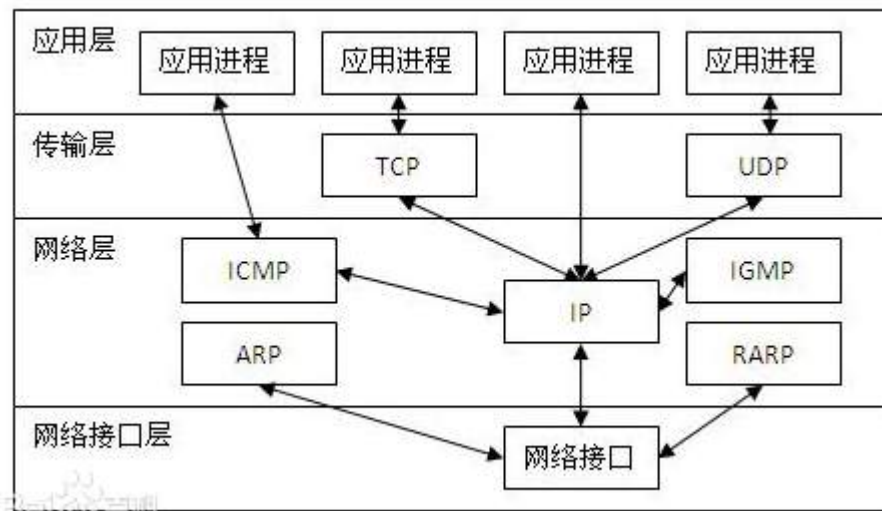 应用层
应用进程 应用进程 应用进程 应用进程
传输层
TCP UDP
网络层
ICMP IGMP
IP
ARP RARP
网络接口层
网络接口